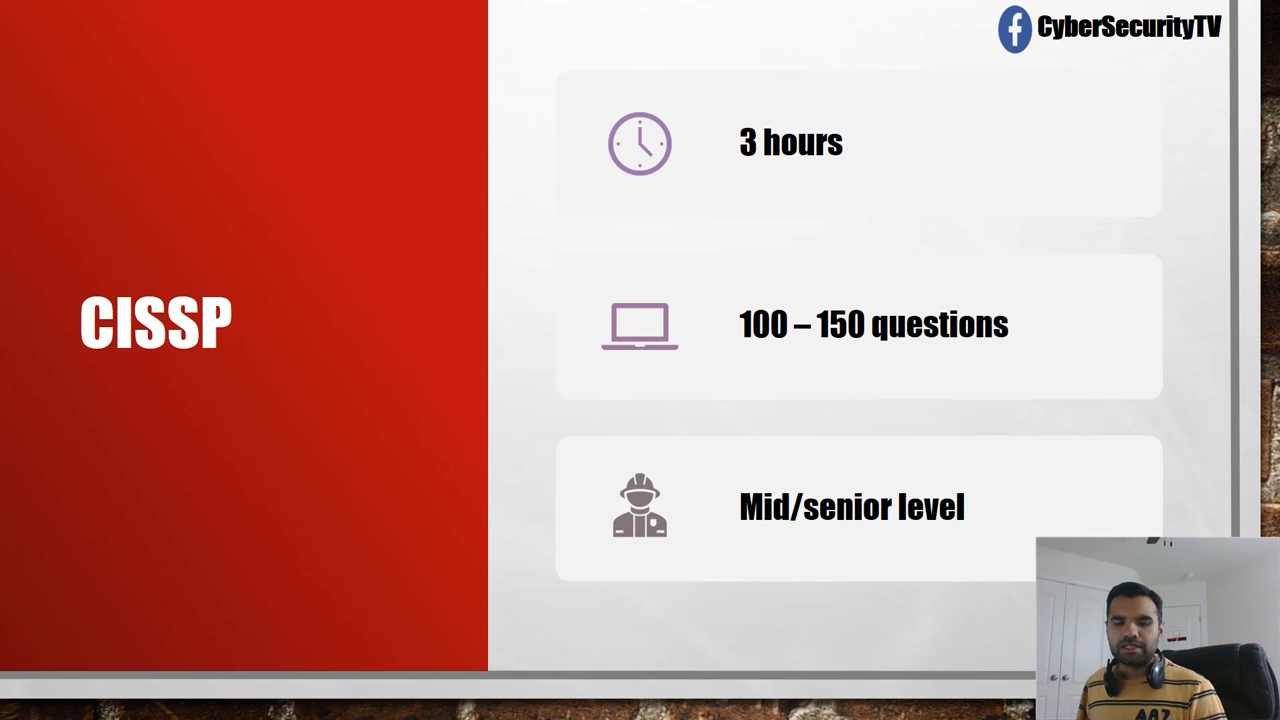 CyberSecurityTV
3 hours
CISSP
100 – 150 questions
Mid/senior level